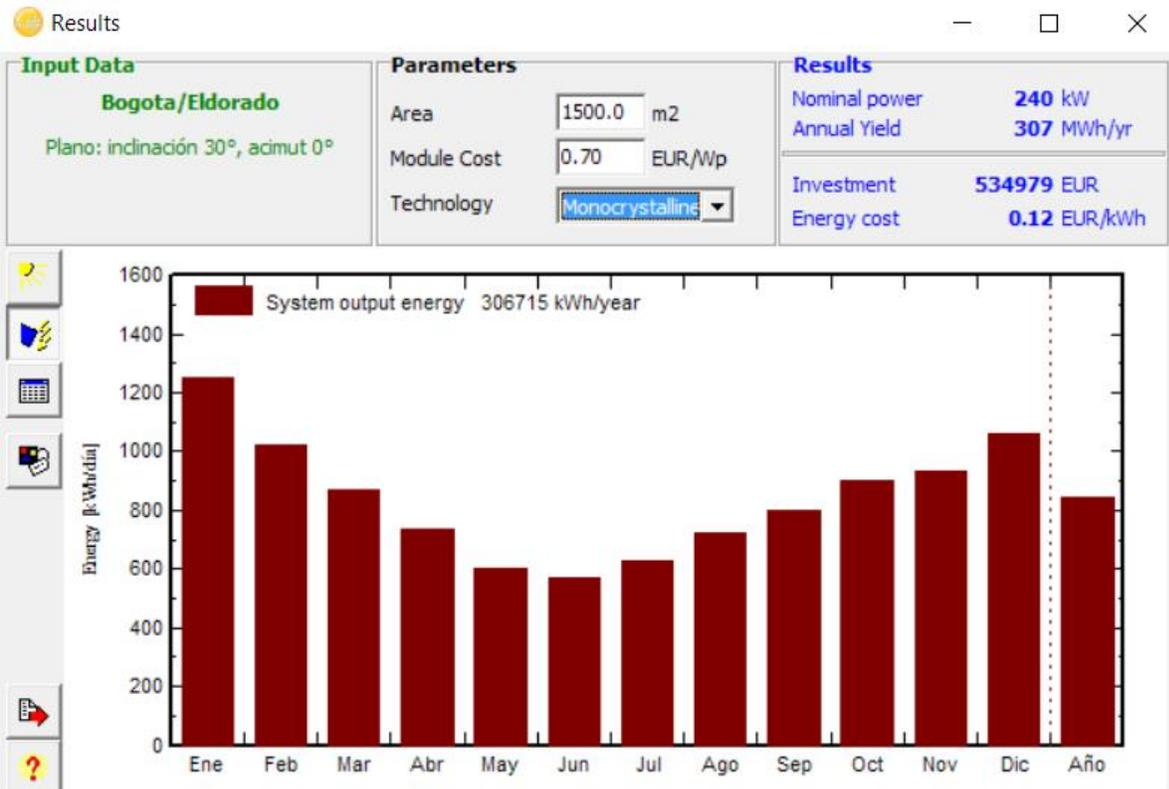 Results
Input Data
Bogota/Eldorado
Plano: inclinación 30°, acimut 0°
Parameters
Area 1500.0 m2
Module Cost 0.70 EUR/Wp
Technology Monocrystalline
Results
Nominal power 240 kW
Annual Yield 307 MWh/yr
Investment 534979 EUR
Energy cost 0.12 EUR/kWh
System output energy 306715 kWh/year
Energy [kWh/día]
1600
1400
1200
1000
800
600
400
200
0
Ene Feb Mar Abr May Jun Jul Ago Sep Oct Nov Dic Año
?